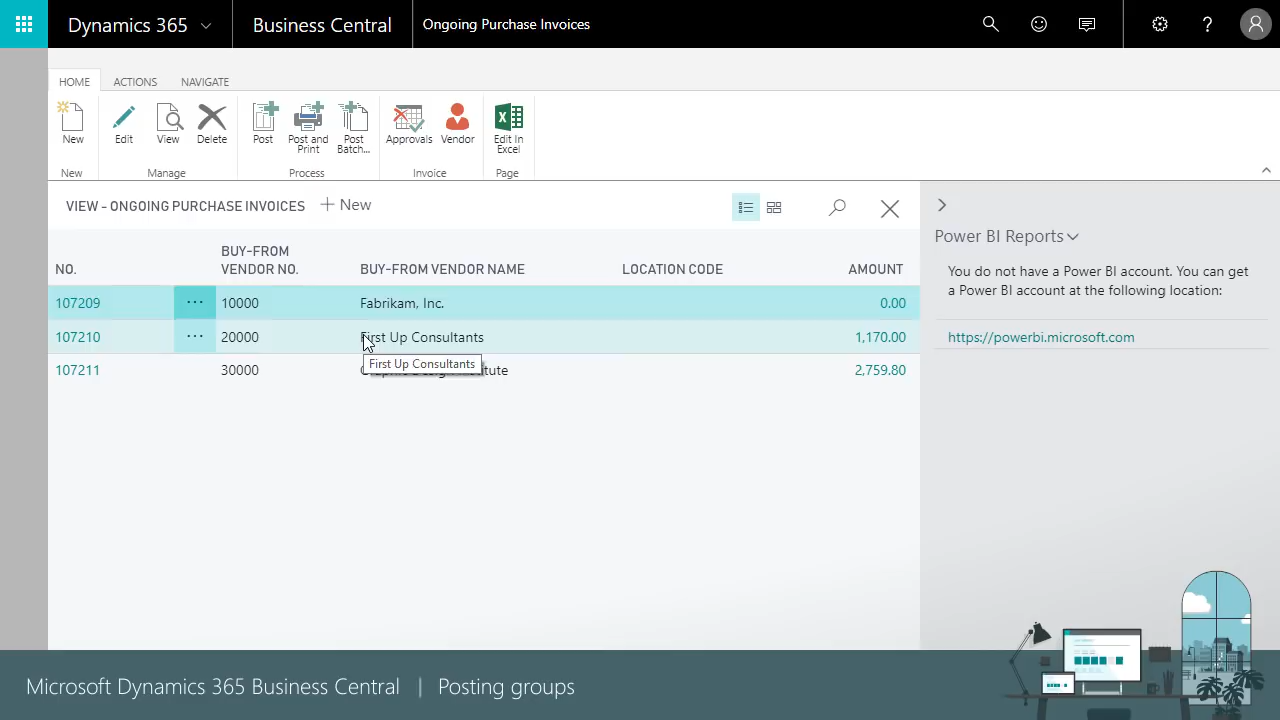 Dynamics 365
Business Central
Ongoing Purchase Invoices
HOME
ACTIONS
NAVIGATE
New
Edit
View
Delete
Post
Post and Print
Post Batch...
Approvals
Vendor
Edit In Excel
New
Manage
Process
Invoice
Page
VIEW - ONGOING PURCHASE INVOICES
New
NO.
BUY-FROM VENDOR NO.
BUY-FROM VENDOR NAME
LOCATION CODE
AMOUNT
107209 ··· 10000 Fabrikam, Inc. 0.00
107210 ··· 20000 First Up Consultants 1,170.00
First Up Consultants
107211 30000 2,759.80
Power BI Reports
You do not have a Power BI account. You can get
a Power BI account at the following location:
https://powerbi.microsoft.com
Microsoft Dynamics 365 Business Central | Posting groups